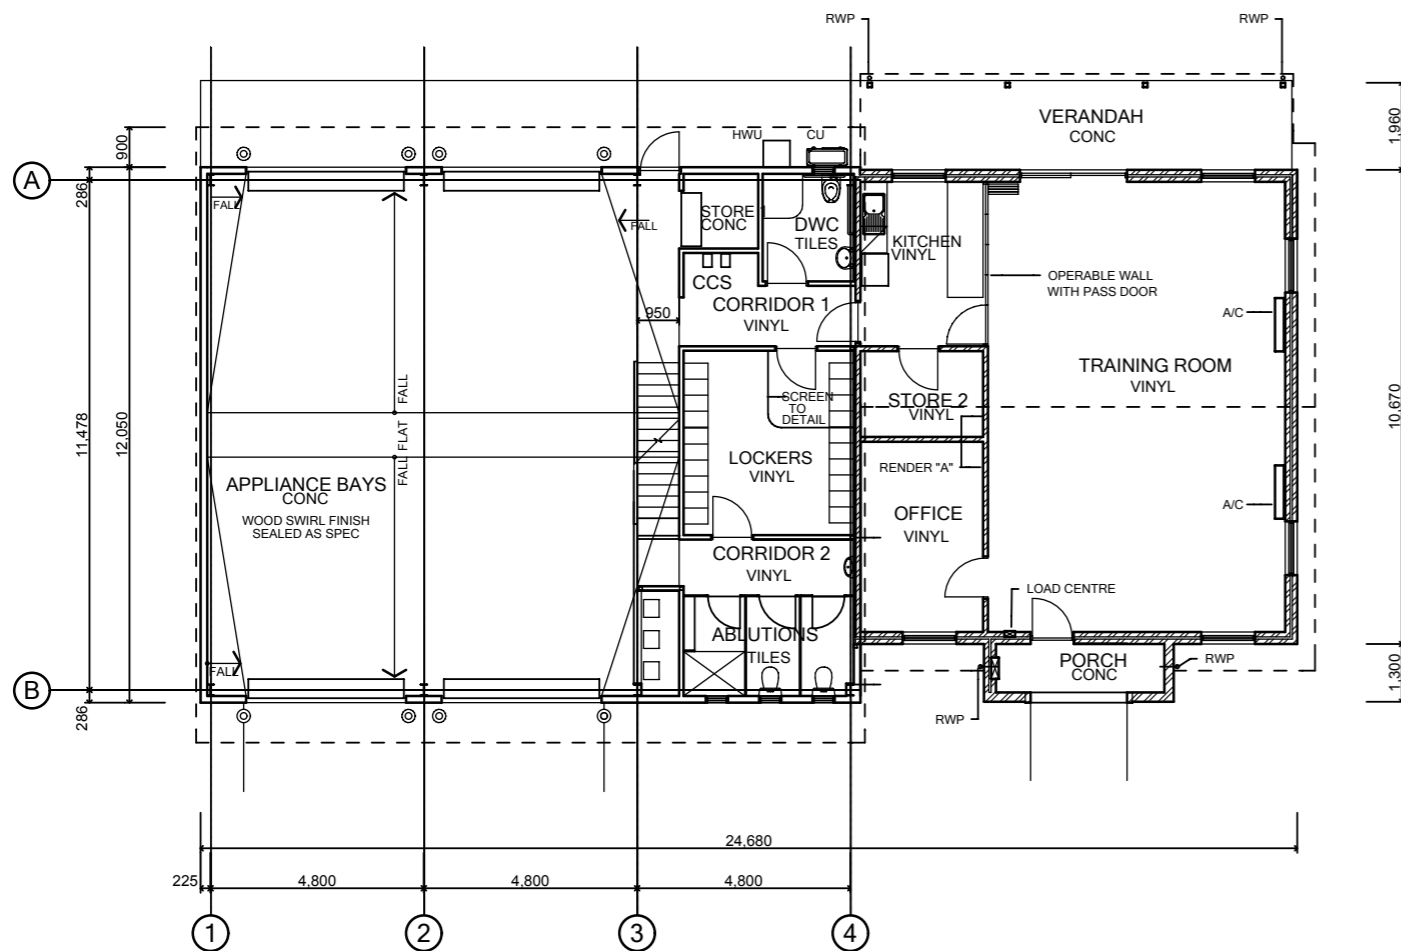 RWP
RWP
VERANDAH
CONC
1,960
900
HWU
CU
A
286
FALL
STORE
CONC
FALL
DWC
TILES
KITCHEN
VINYL
OPERABLE WALL
WITH PASS DOOR
CCS
CORRIDOR 1
VINYL
950
A/C
TRAINING ROOM
VINYL
FALL
SCREEN
TO
DETAIL
STORE 2
VINYL
11,478
12,050
10,670
FLAT
FALL
LOCKERS
VINYL
RENDER "A"
APPLIANCE BAYS
CONC
WOOD SWIRL FINISH
SEALED AS SPEC
OFFICE
VINYL
A/C
CORRIDOR 2
VINYL
LOAD CENTRE
ABLUTIONS
TILES
FALL
PORCH
CONC
RWP
B
286
RWP
1,300
24,680
225
4,800
4,800
4,800
1
2
3
4